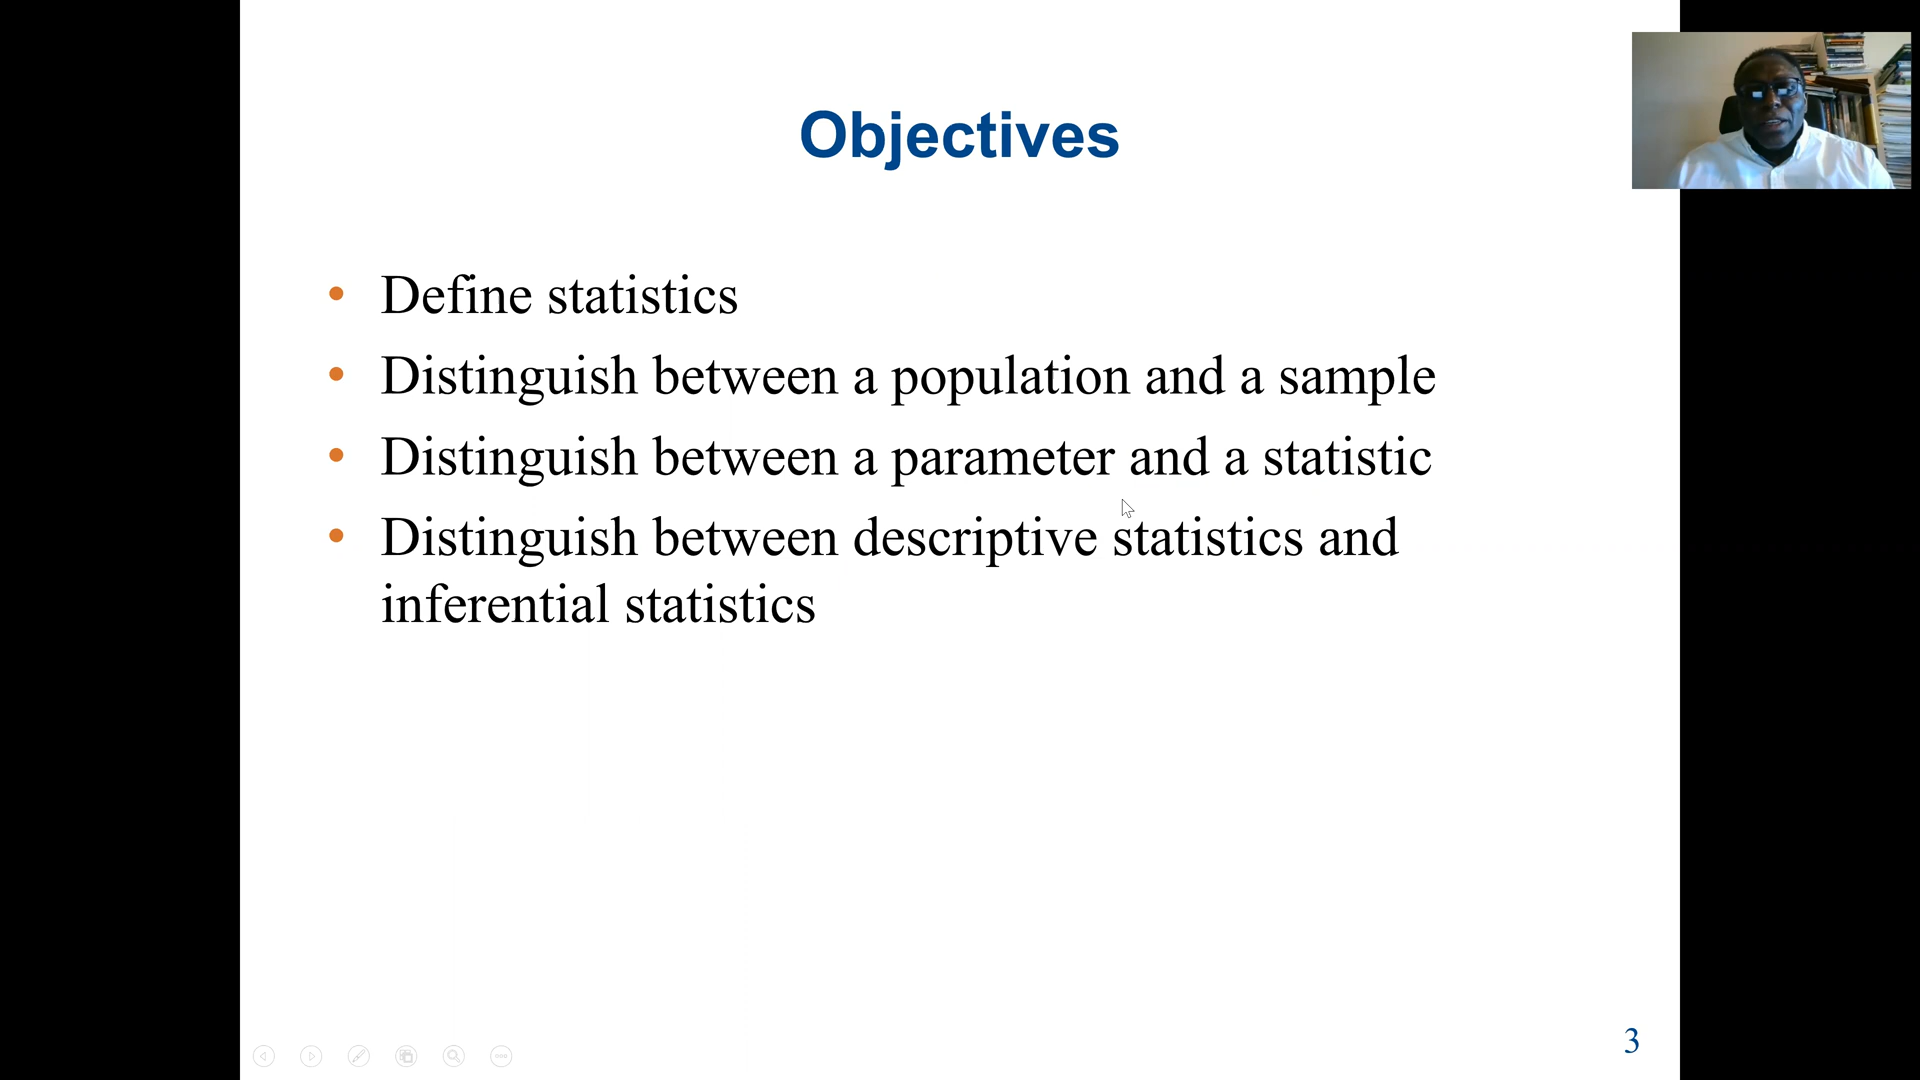 Objectives
• Define statistics
• Distinguish between a population and a sample
• Distinguish between a parameter and a statistic
• Distinguish between descriptive statistics and
inferential statistics
3